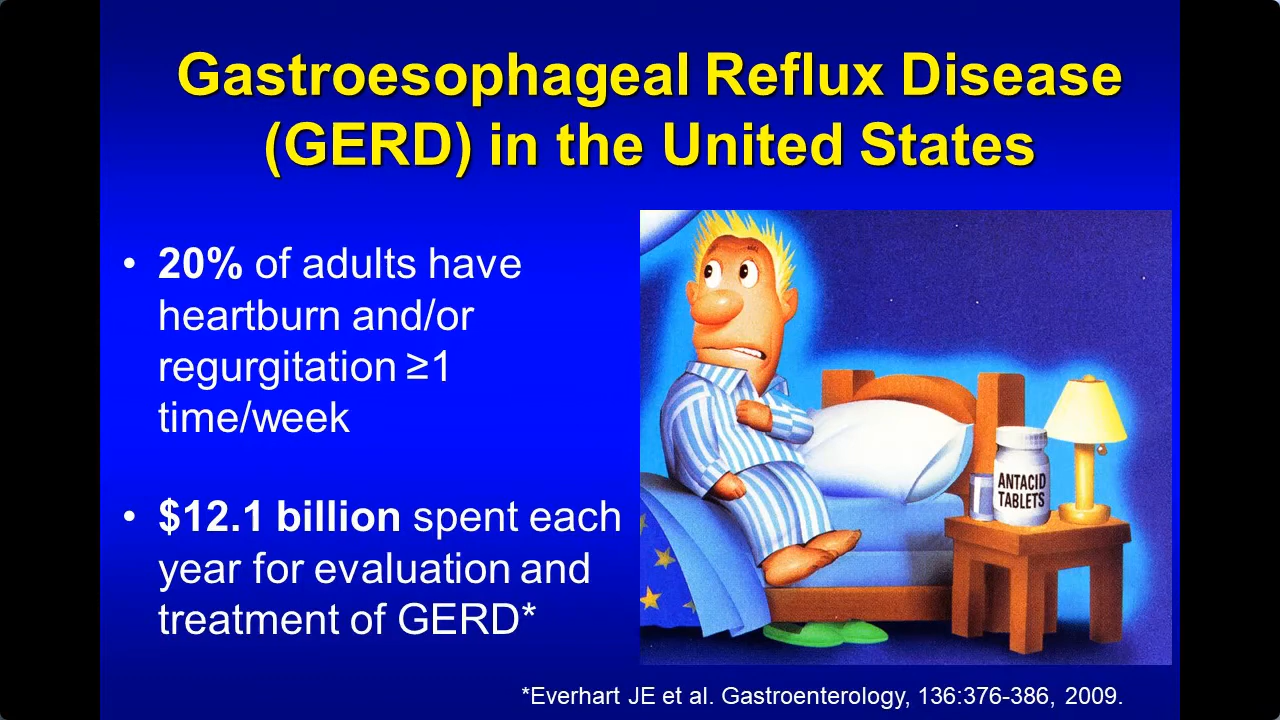 Gastroesophageal Reflux Disease
(GERD) in the United States
• 20% of adults have
heartburn and/or
regurgitation ≥1
time/week
• $12.1 billion spent each
year for evaluation and
treatment of GERD*
ANTACID
TABLETS
*Everhart JE et al. Gastroenterology, 136:376-386, 2009.